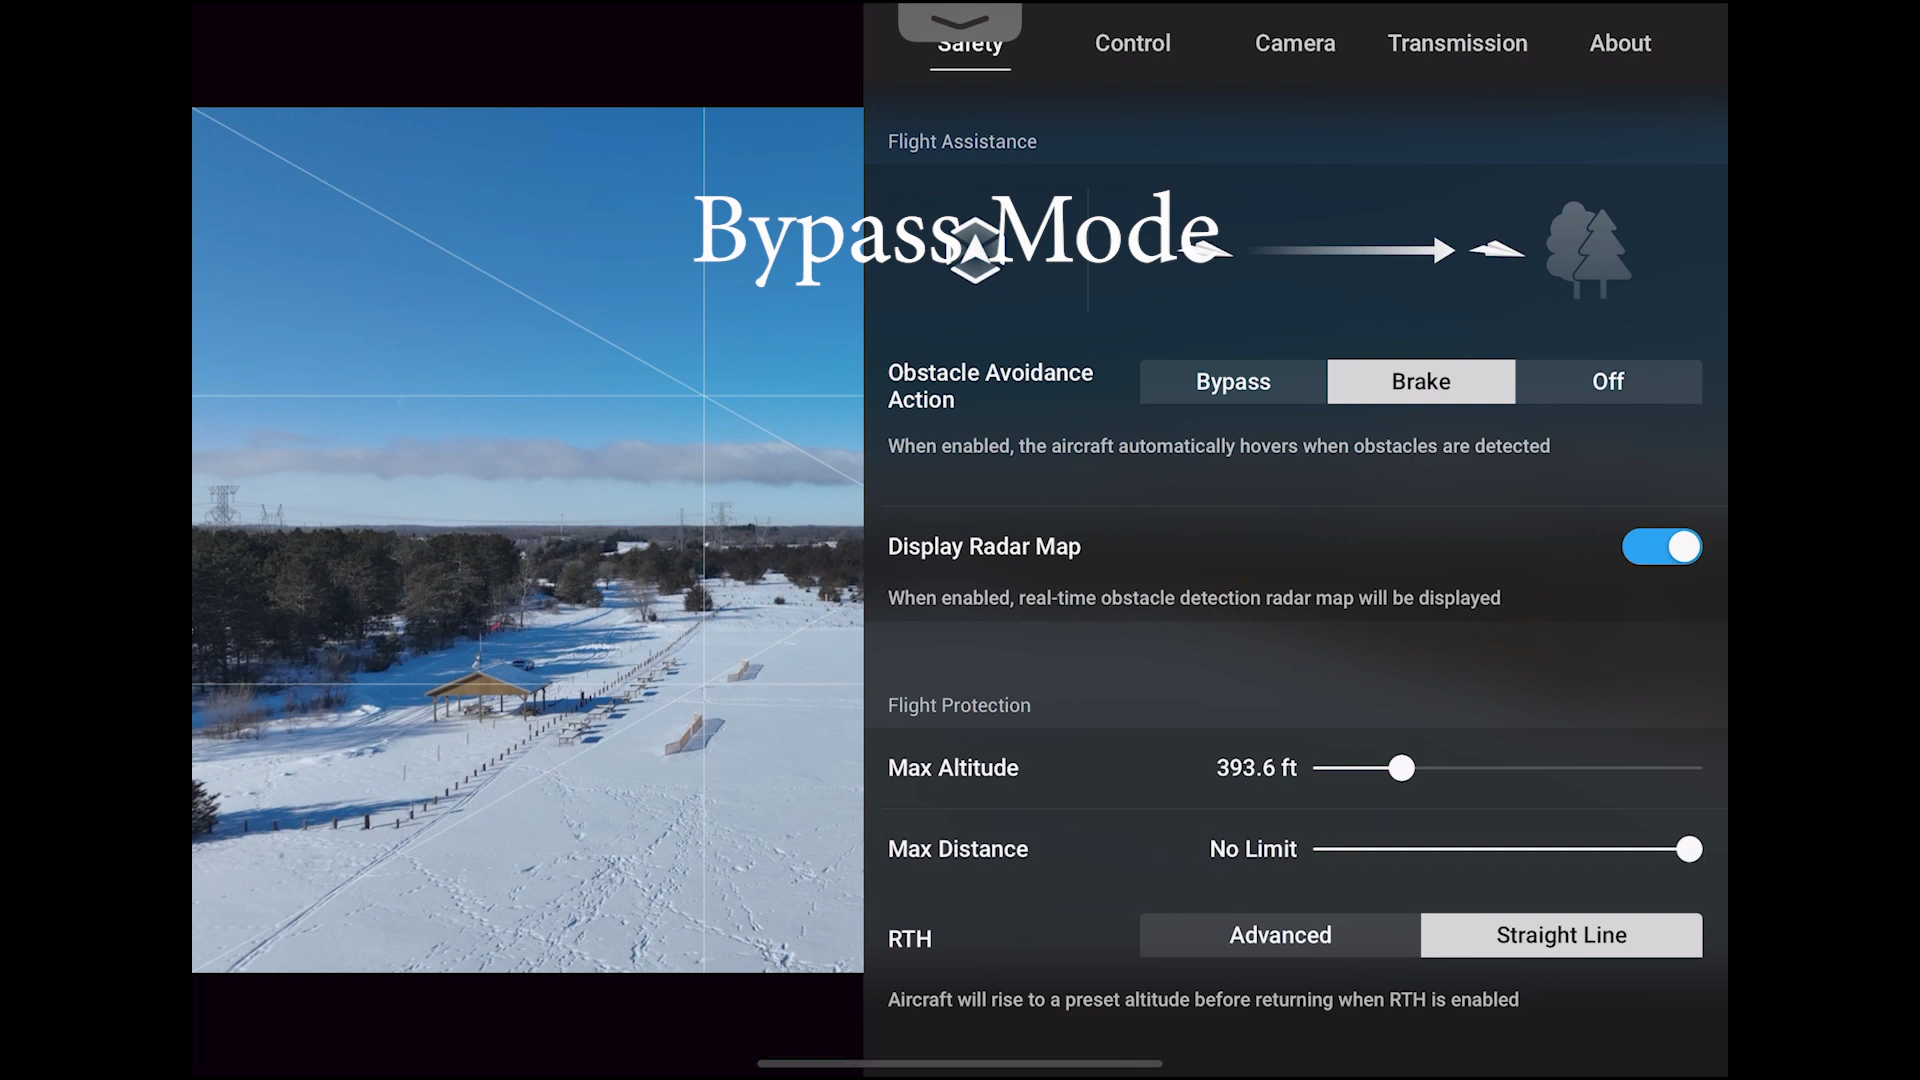 Safety Control Camera Transmission About
Flight Assistance
Bypass Mode
Obstacle Avoidance
Action
Bypass Brake Off
When enabled, the aircraft automatically hovers when obstacles are detected
Display Radar Map
When enabled, real-time obstacle detection radar map will be displayed
Flight Protection
Max Altitude 393.6 ft
Max Distance No Limit
RTH Advanced Straight Line
Aircraft will rise to a preset altitude before returning when RTH is enabled